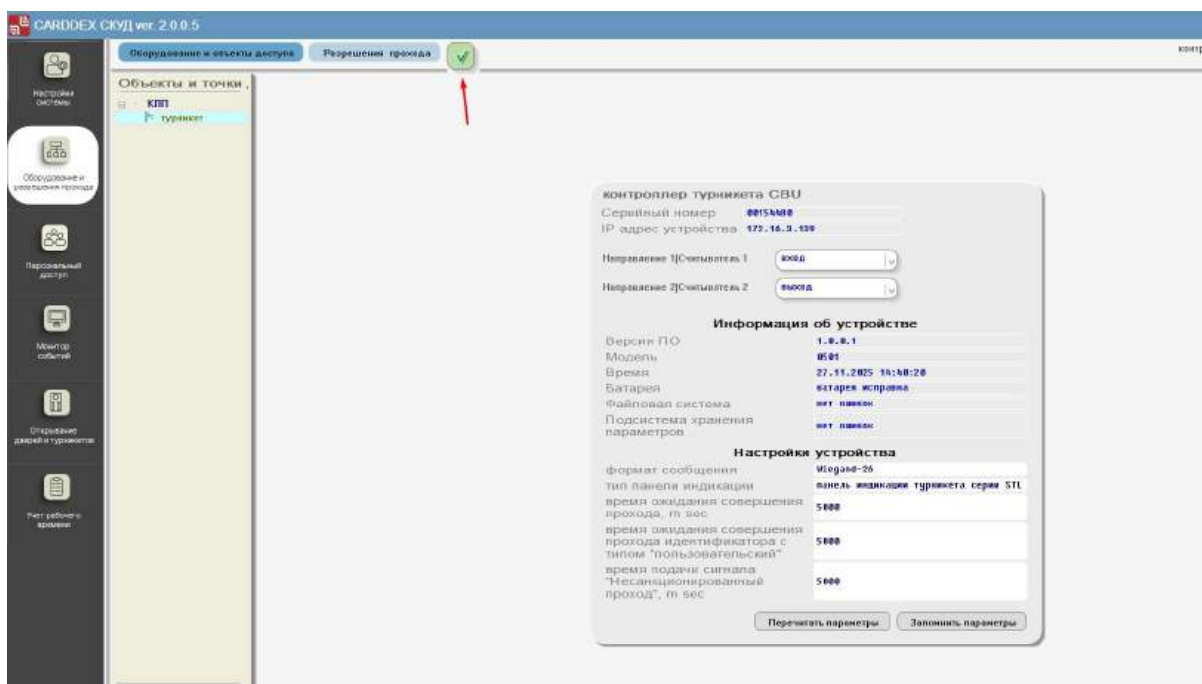 CARDDEX СКУД ver. 2.0.0.5
Настройки
системы
Оборудование и
разрешения прохода
Персональный
доступ
Монитор
событий
Открывание
дверей и турникетов
Учет рабочего
времени
Оборудование и объекты доступа
Разрешения прохода
контр
Объекты и точки
КПП
турникет
контроллер турникета CBU
Серийный номер 00154480
IP адрес устройства
Направление 1|Считыватель 1 вход
Направление 2|Считыватель 2 выход
Информация об устройстве
Версия ПО 1.0.0.1
Модель 0501
Время 27.11.2025 14:40:20
Батарея батарея исправна
Файловая система нет ошибок
Подсистема хранения
параметров нет ошибок
Настройки устройства
формат сообщения Wiegand-26
тип панели индикации панель индикации турникета серии STL
время ожидания совершения
прохода, m sec 5000
время ожидания совершения
прохода идентификатора с
типом "пользовательский" 5000
время подачи сигнала
"Несанкционированный
проход", m sec 5000
Перечитать параметры
Запомнить параметры